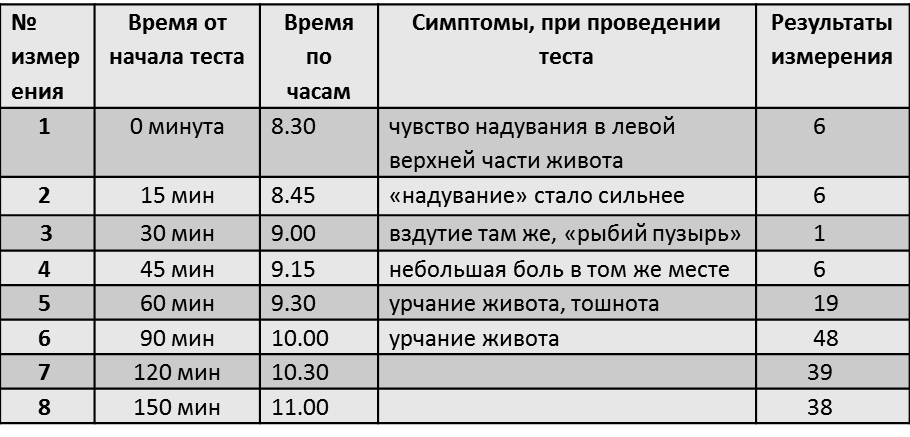 № измерения Время от начала теста Время по часам Симптомы, при проведении теста Результаты измерения
1 0 минута 8.30 чувство надувания в левой верхней части живота 6
2 15 мин 8.45 «надувание» стало сильнее 6
3 30 мин 9.00 вздутие там же, «рыбий пузырь» 1
4 45 мин 9.15 небольшая боль в том же месте 6
5 60 мин 9.30 урчание живота, тошнота 19
6 90 мин 10.00 урчание живота 48
7 120 мин 10.30 39
8 150 мин 11.00 38